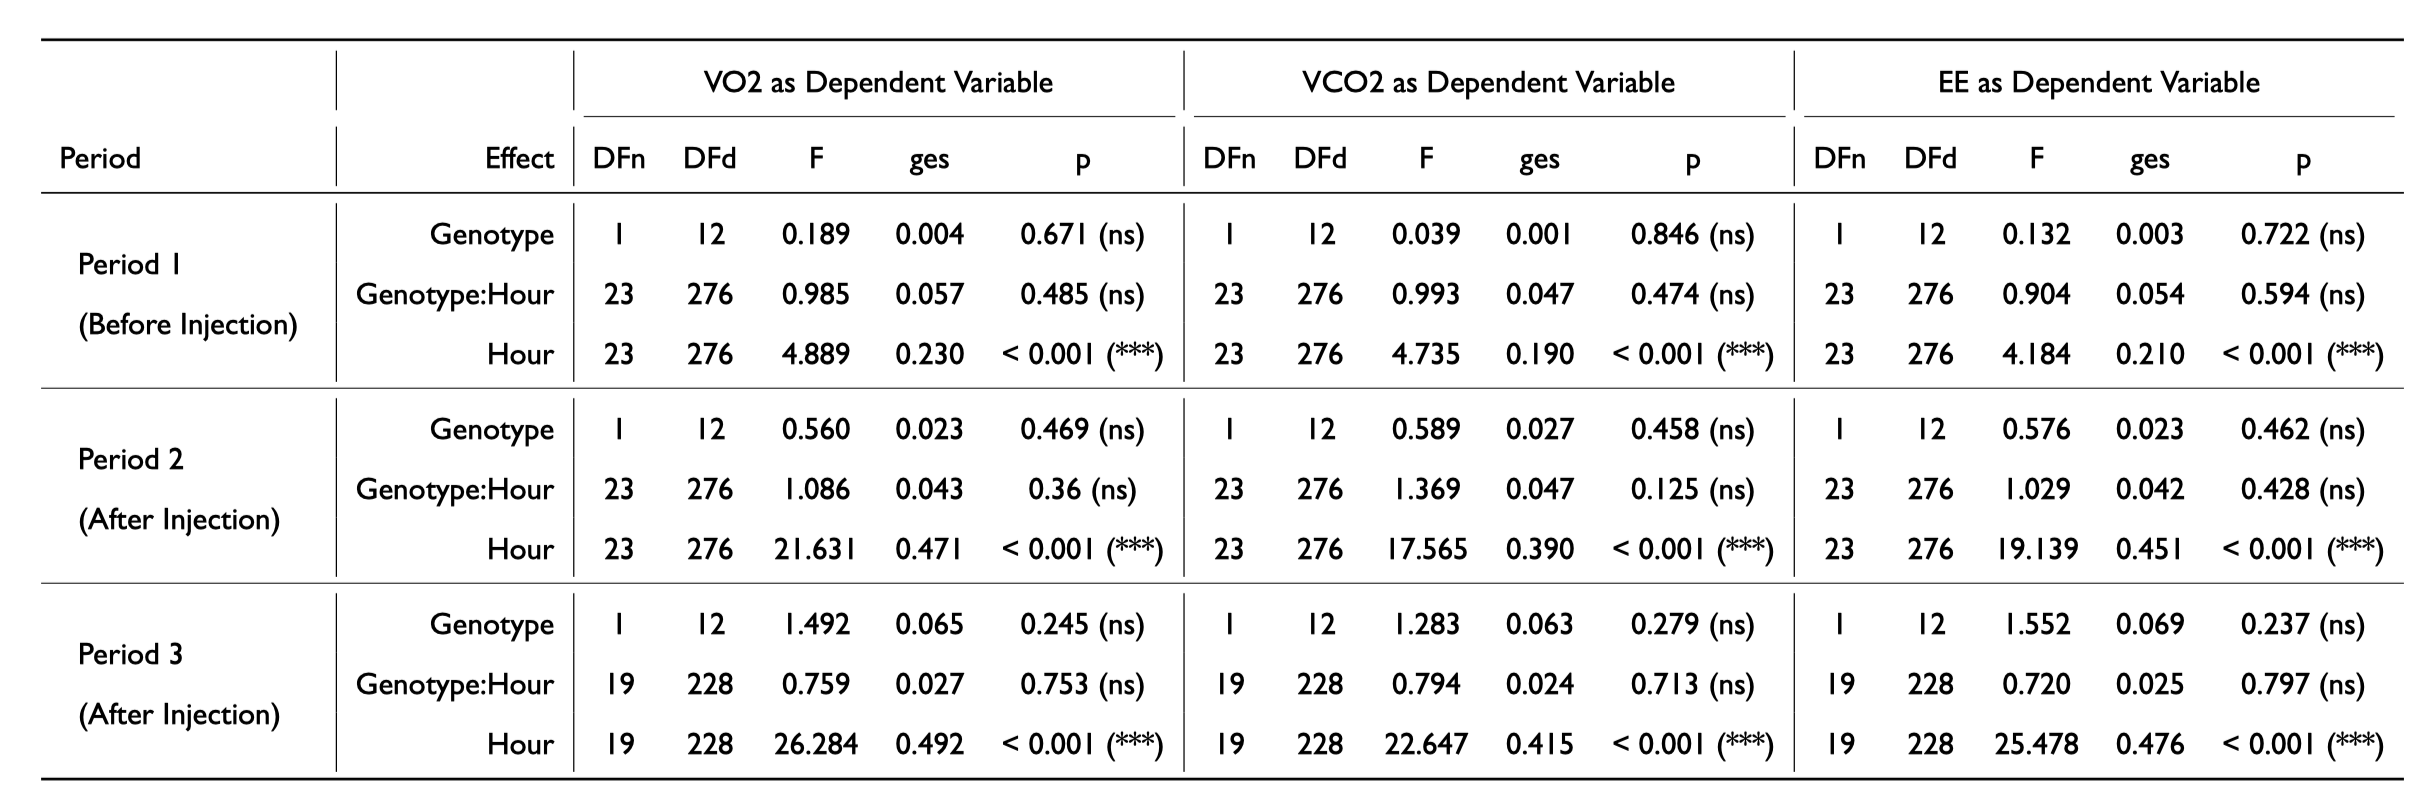 VO2 as Dependent Variable VCO2 as Dependent Variable EE as Dependent Variable
Period Effect DFn DFd F ges p DFn DFd F ges p DFn DFd F ges p
Genotype 1 12 0.189 0.004 0.671 (ns) 1 12 0.039 0.001 0.846 (ns) 1 12 0.132 0.003 0.722 (ns)
Period 1
Genotype:Hour 23 276 0.985 0.057 0.485 (ns) 23 276 0.993 0.047 0.474 (ns) 23 276 0.904 0.054 0.594 (ns)
(Before Injection)
Hour 23 276 4.889 0.230 < 0.001 (***) 23 276 4.735 0.190 < 0.001 (***) 23 276 4.184 0.210 < 0.001 (***)
Genotype 1 12 0.560 0.023 0.469 (ns) 1 12 0.589 0.027 0.458 (ns) 1 12 0.576 0.023 0.462 (ns)
Period 2
Genotype:Hour 23 276 1.086 0.043 0.36 (ns) 23 276 1.369 0.047 0.125 (ns) 23 276 1.029 0.042 0.428 (ns)
(After Injection)
Hour 23 276 21.631 0.471 < 0.001 (***) 23 276 17.565 0.390 < 0.001 (***) 23 276 19.139 0.451 < 0.001 (***)
Genotype 1 12 1.492 0.065 0.245 (ns) 1 12 1.283 0.063 0.279 (ns) 1 12 1.552 0.069 0.237 (ns)
Period 3
Genotype:Hour 19 228 0.759 0.027 0.753 (ns) 19 228 0.794 0.024 0.713 (ns) 19 228 0.720 0.025 0.797 (ns)
(After Injection)
Hour 19 228 26.284 0.492 < 0.001 (***) 19 228 22.647 0.415 < 0.001 (***) 19 228 25.478 0.476 < 0.001 (***)